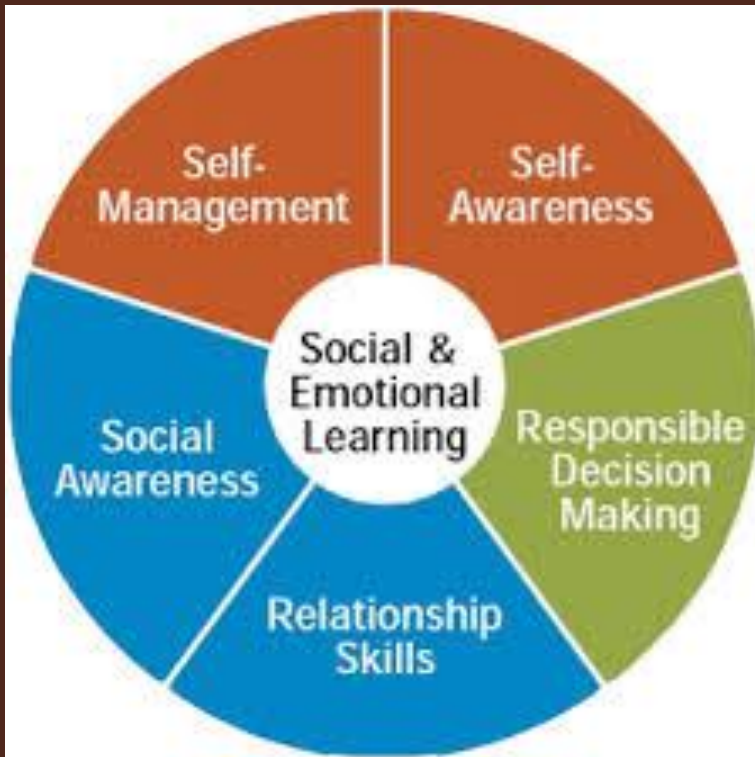 Self-
Management
Self-
Awareness
Social &
Emotional
Learning
Social
Awareness
Responsible
Decision
Making
Relationship
Skills